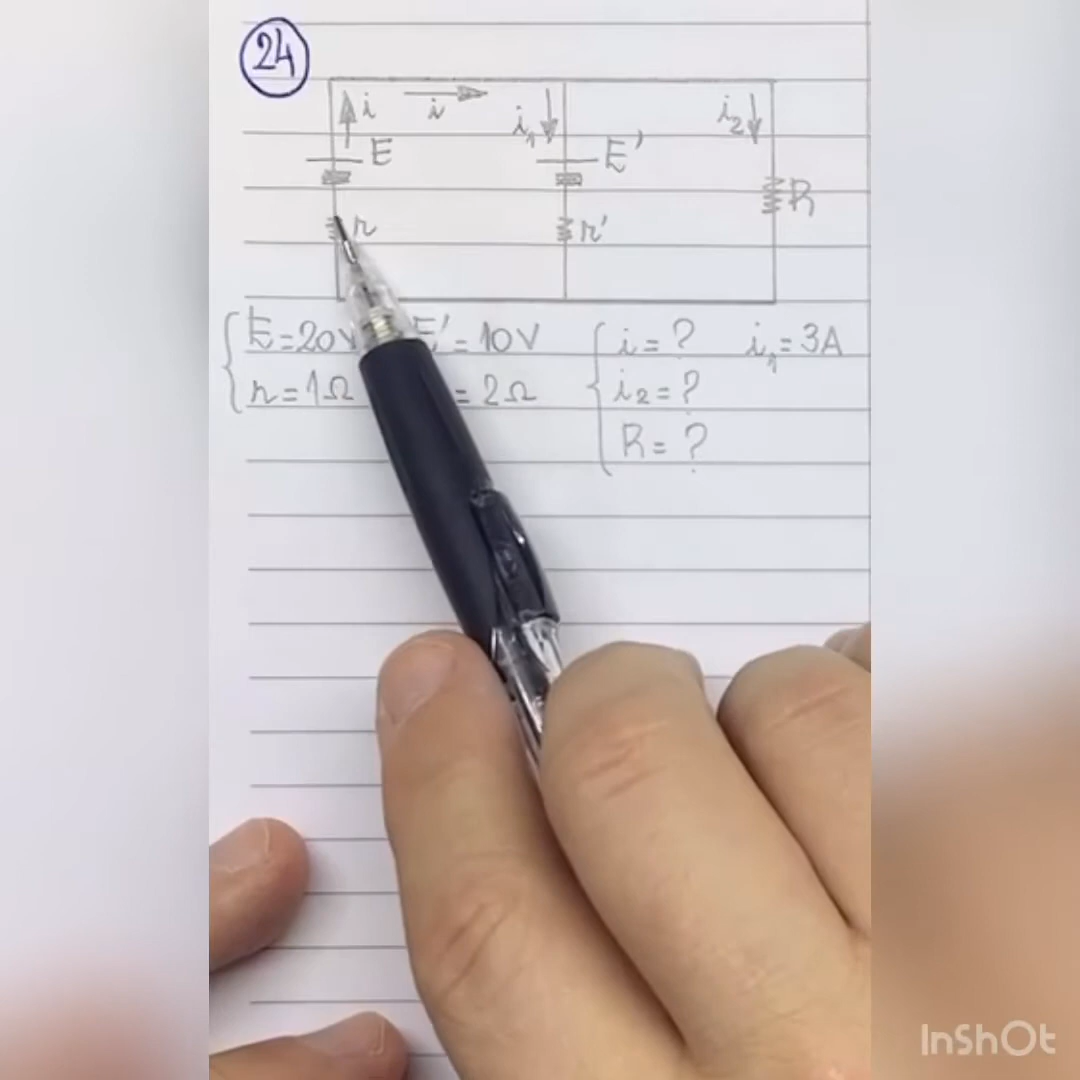 24
i i i₁ i₂
E E'
R
r r'
E=20V E'=10V i=? i₁=3A
r=1Ω =2Ω i₂=?
R=?
InShOt